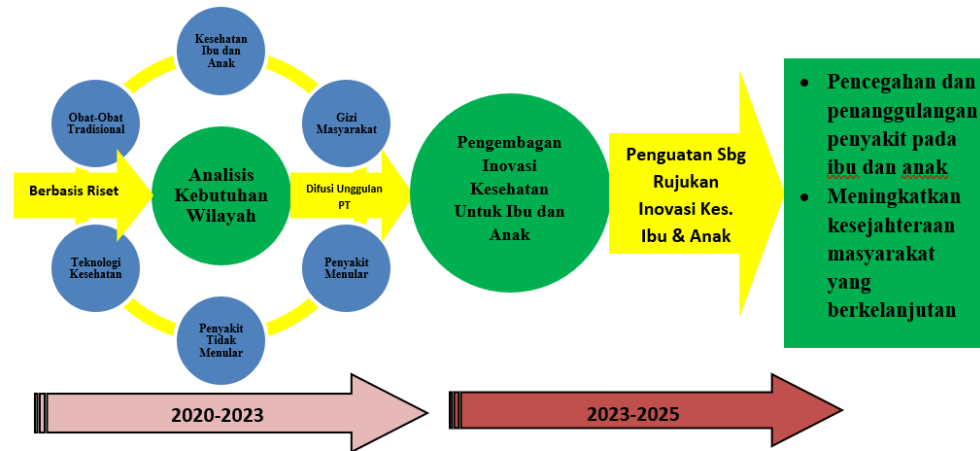 Kesehatan
Ibu dan
Anak
Obat-Obat
Tradisional
Gizi
Masyarakat
Berbasis Riset
Analisis
Kebutuhan
Wilayah
Difusi Unggulan
PT
Teknologi
Kesehatan
Penyakit
Menular
Penyakit
Tidak
Menular
Pengembagan
Inovasi
Kesehatan
Untuk Ibu dan
Anak
Penguatan Sbg
Rujukan
Inovasi Kes.
Ibu & Anak
• Pencegahan dan
penanggulangan
penyakit pada
ibu dan anak
• Meningkatkan
kesejahteraan
masyarakat
yang
berkelanjutan
2020-2023
2023-2025